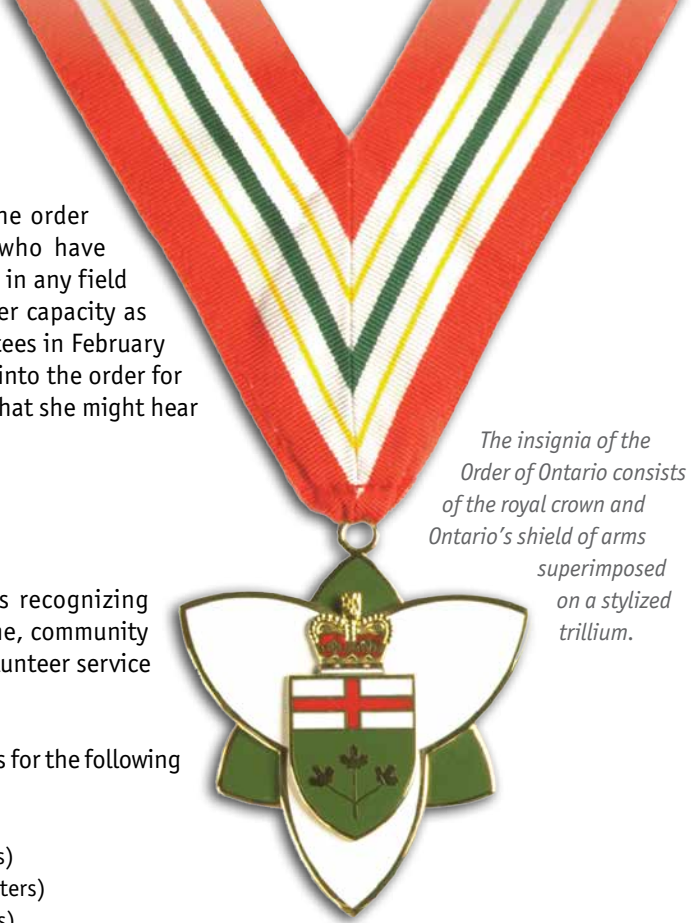 he order
who have
in any field
er capacity as
tees in February
into the order for
hat she might hear
The insignia of the
Order of Ontario consists
of the royal crown and
Ontario’s shield of arms
superimposed
on a stylized
trillium.
s recognizing
ne, community
unteer service
s for the following
s)
ters)
s)